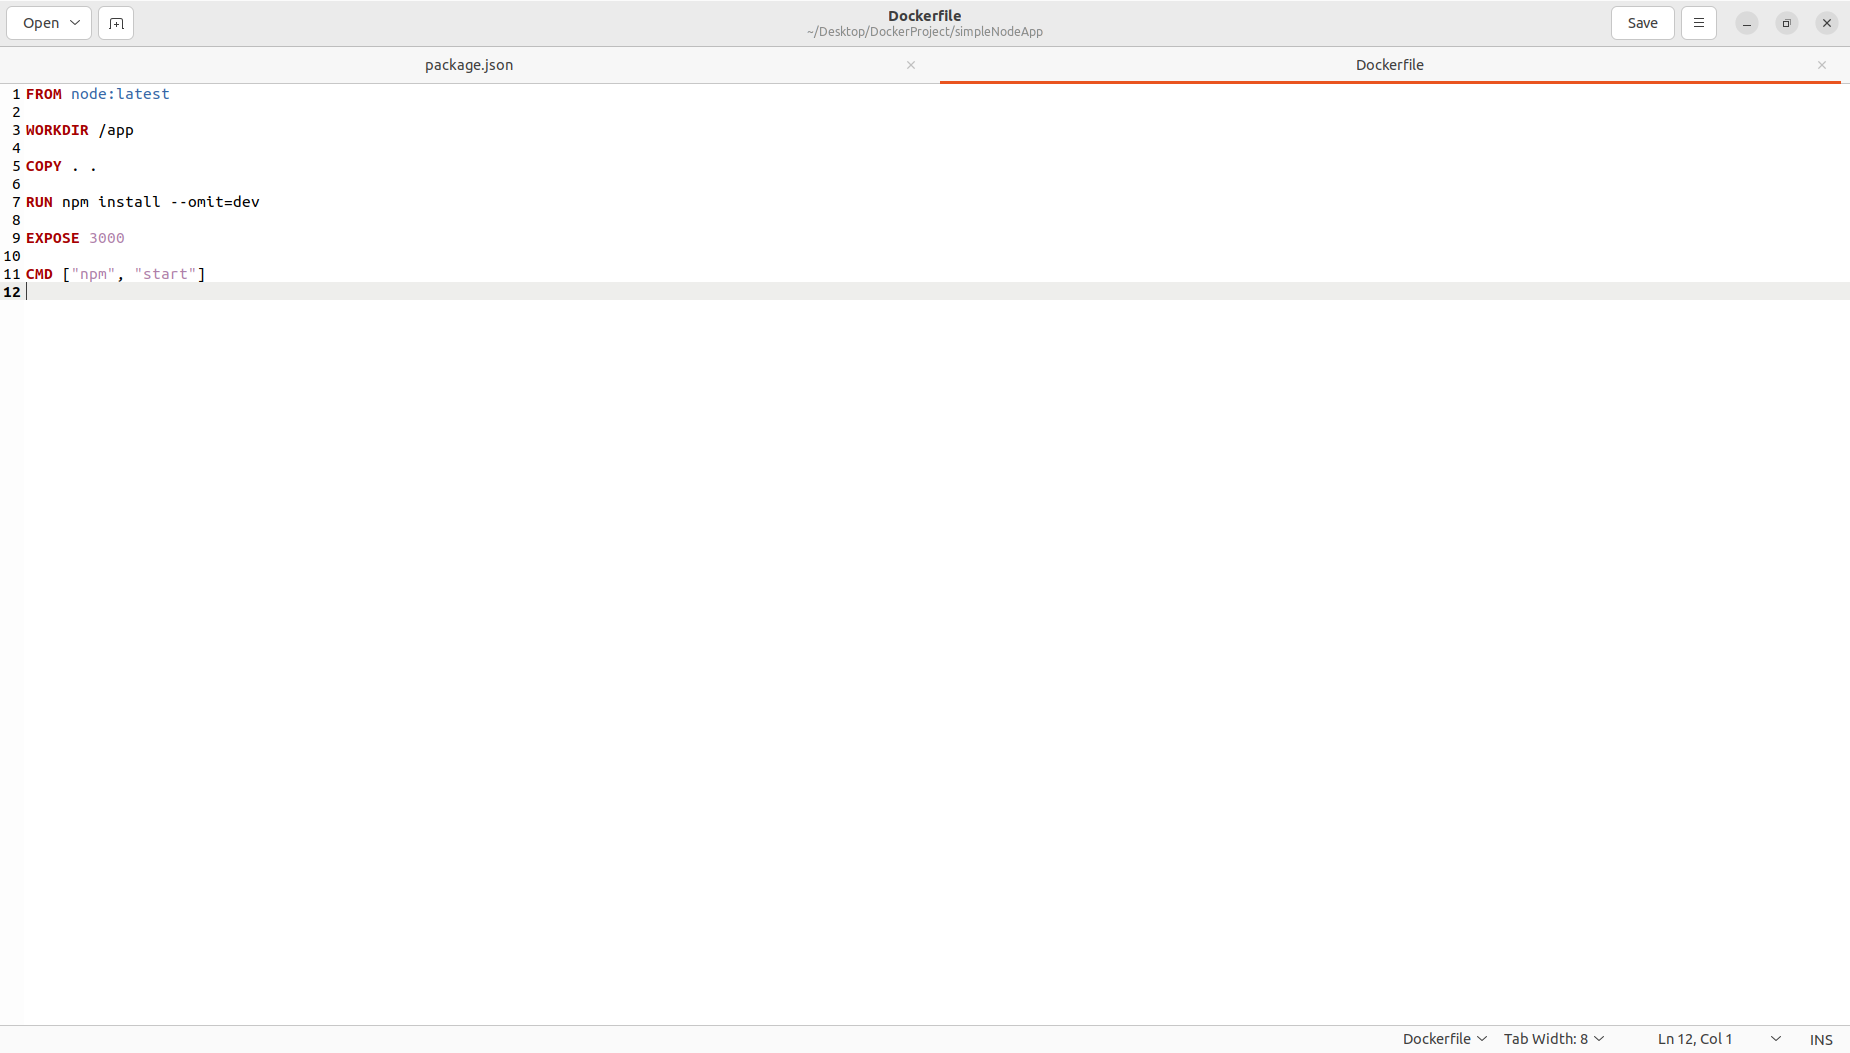 Open
Dockerfile
~/Desktop/DockerProject/simpleNodeApp
Save
package.json
Dockerfile
1 FROM node:latest
2
3 WORKDIR /app
4
5 COPY . .
6
7 RUN npm install --omit=dev
8
9 EXPOSE 3000
10
11 CMD ["npm", "start"]
12
Dockerfile Tab Width: 8 Ln 12, Col 1 INS